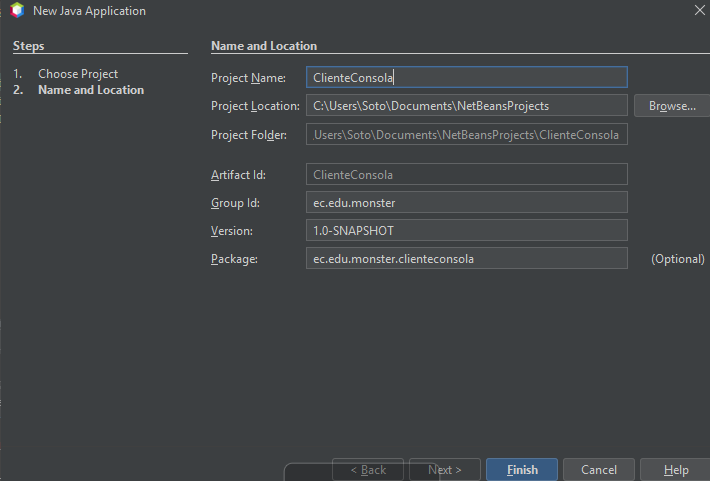 New Java Application
Steps
1. Choose Project
2. Name and Location
Name and Location
Project Name: ClienteConsola
Project Location: C:\Users\Soto\Documents\NetBeansProjects Browse...
Project Folder: .Users\Soto\Documents\NetBeansProjects\ClienteConsola
Artifact Id: ClienteConsola
Group Id: ec.edu.monster
Version: 1.0-SNAPSHOT
Package: ec.edu.monster.clienteconsola (Optional)
< Back Next > Finish Cancel Help